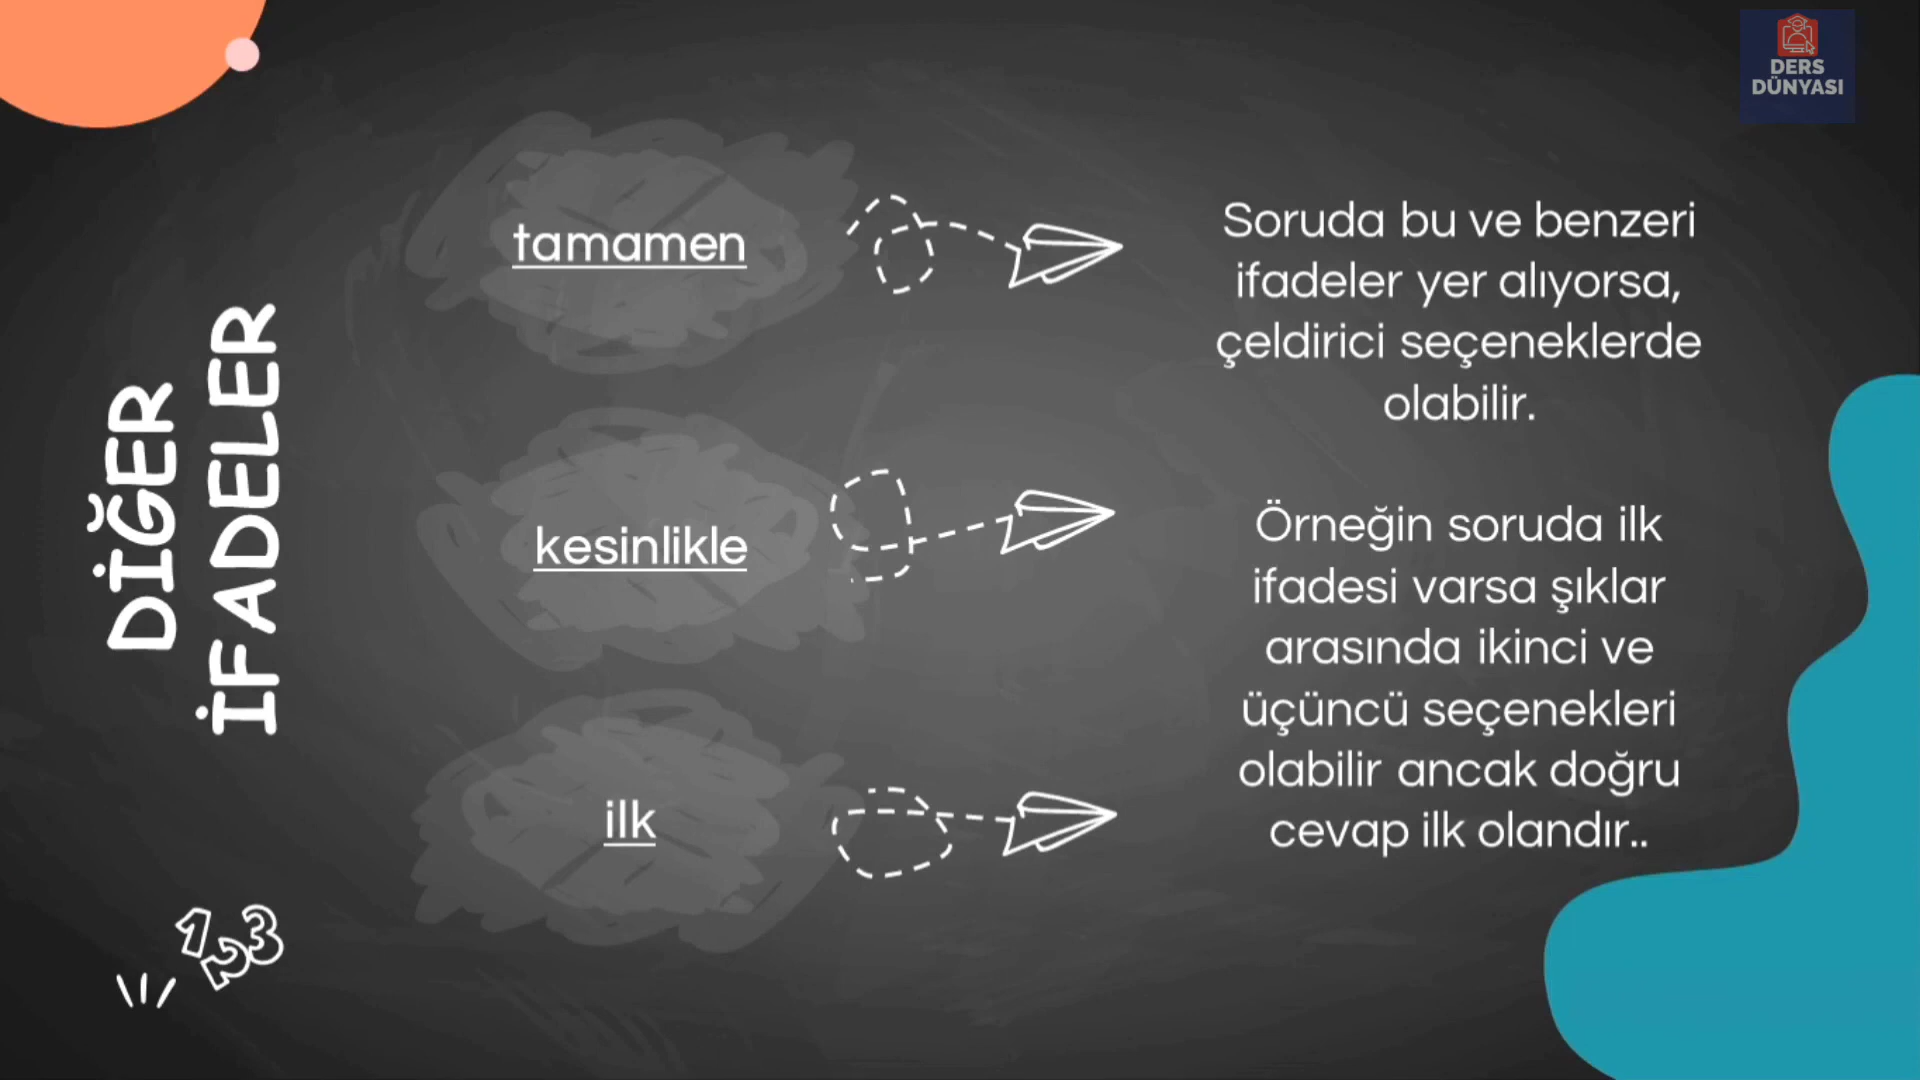 DERS
DÜNYASI
DİĞER
İFADELER
tamamen
kesinlikle
ilk
Soruda bu ve benzeri
ifadeler yer alıyorsa,
çeldirici seçeneklerde
olabilir.
Örneğin soruda ilk
ifadesi varsa şıklar
arasında ikinci ve
üçüncü seçenekleri
olabilir ancak doğru
cevap ilk olandır..
123